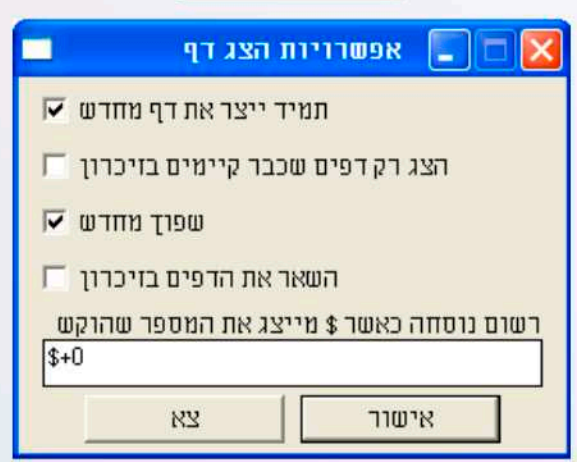 אפשרויות הצג דף
תמיד ייצר את דף מחדש
הצג רק דפים שכבר קיימים בזיכרון
שפוך מחדש
השאר את הדפים בזיכרון
רשום נוסחה כאשר $ מייצג את המספר שהוקש
$+0
אישור
צא